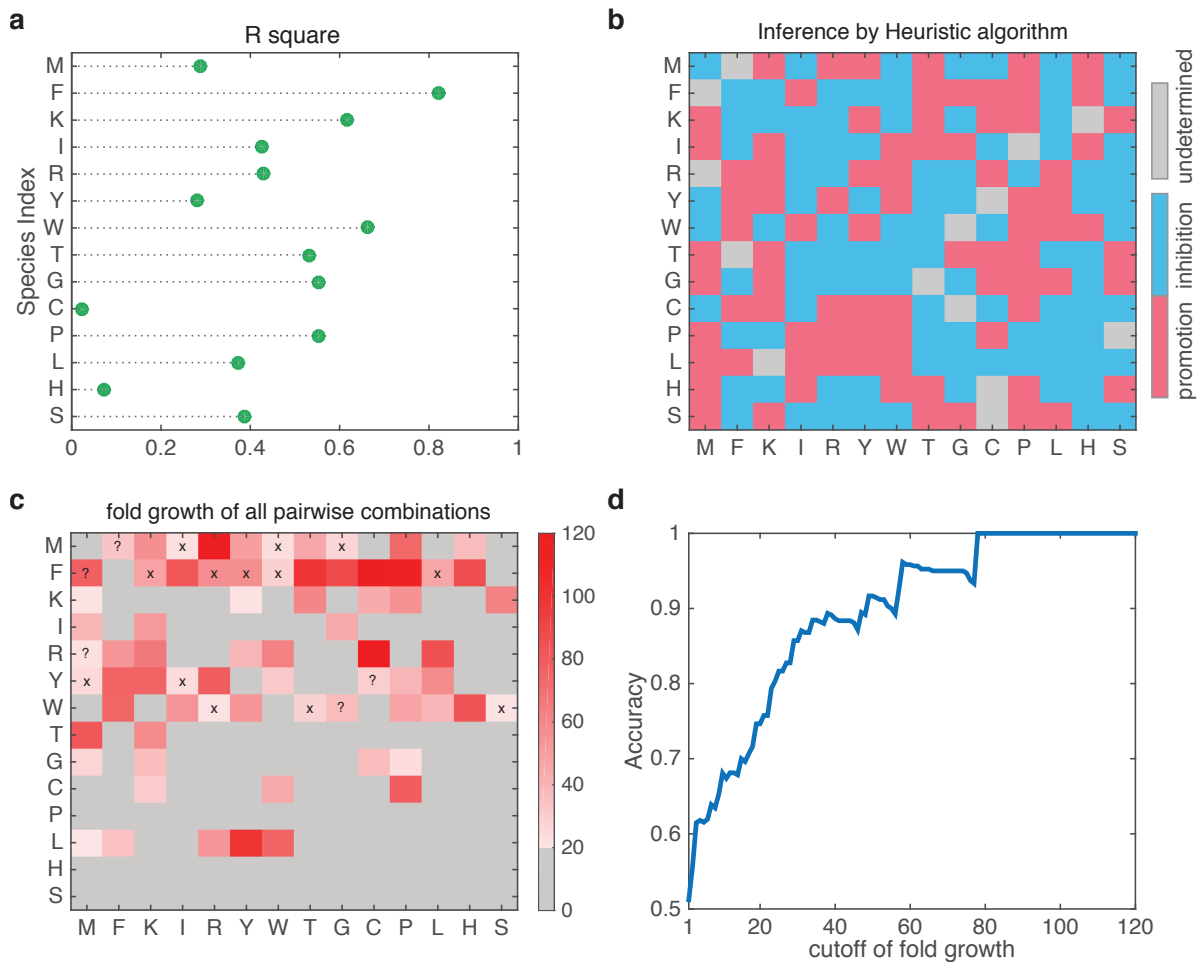 a
R square
Species Index
M
F
K
I
R
Y
W
T
G
C
P
L
H
S
0 0.2 0.4 0.6 0.8 1
b
Inference by Heuristic algorithm
M
F
K
I
R
Y
W
T
G
C
P
L
H
S
M F K I R Y W T G C P L H S
undetermined
inhibition
promotion
c
fold growth of all pairwise combinations
M ? x x x
F ? x x x x x
K
I
R ?
Y x x ?
W x x ? x
T
G
C
P
L
H
S
M F K I R Y W T G C P L H S
120
100
80
60
40
20
0
d
Accuracy
1
0.9
0.8
0.7
0.6
0.5
1 20 40 60 80 100 120
cutoff of fold growth